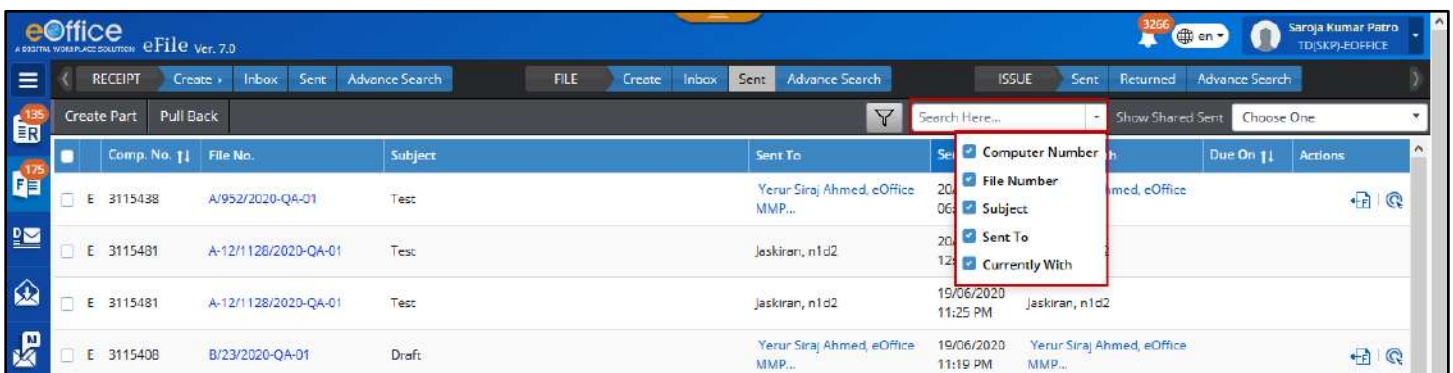 eOffice
A DIGITAL WORKPLACE SOLUTION eFile Ver. 7.0
3266 en Saroja Kumar Patro
TD(SKP)-EOFFICE
RECEIPT Create Inbox Sent Advance Search FILE Create Inbox Sent Advance Search ISSUE Sent Returned Advance Search
135 R
Create Part Pull Back Search Here... Show Shared Sent Choose One
Comp. No. File No. Subject Sent To Due On Actions
175 F
Computer Number
File Number
Subject
Sent To
Currently With
E 3115438 A/952/2020-QA-01 Test Yerur Siraj Ahmed, eOffice
MMP...
D
E 3115481 A-12/1128/2020-QA-01 Test Jaskiran, n1d2
E 3115481 A-12/1128/2020-QA-01 Test Jaskiran, n1d2 19/06/2020
11:25 PM Jaskiran, n1d2
N
E 3115408 B/23/2020-QA-01 Draft Yerur Siraj Ahmed, eOffice
MMP... 19/06/2020
11:19 PM Yerur Siraj Ahmed, eOffice
MMP...